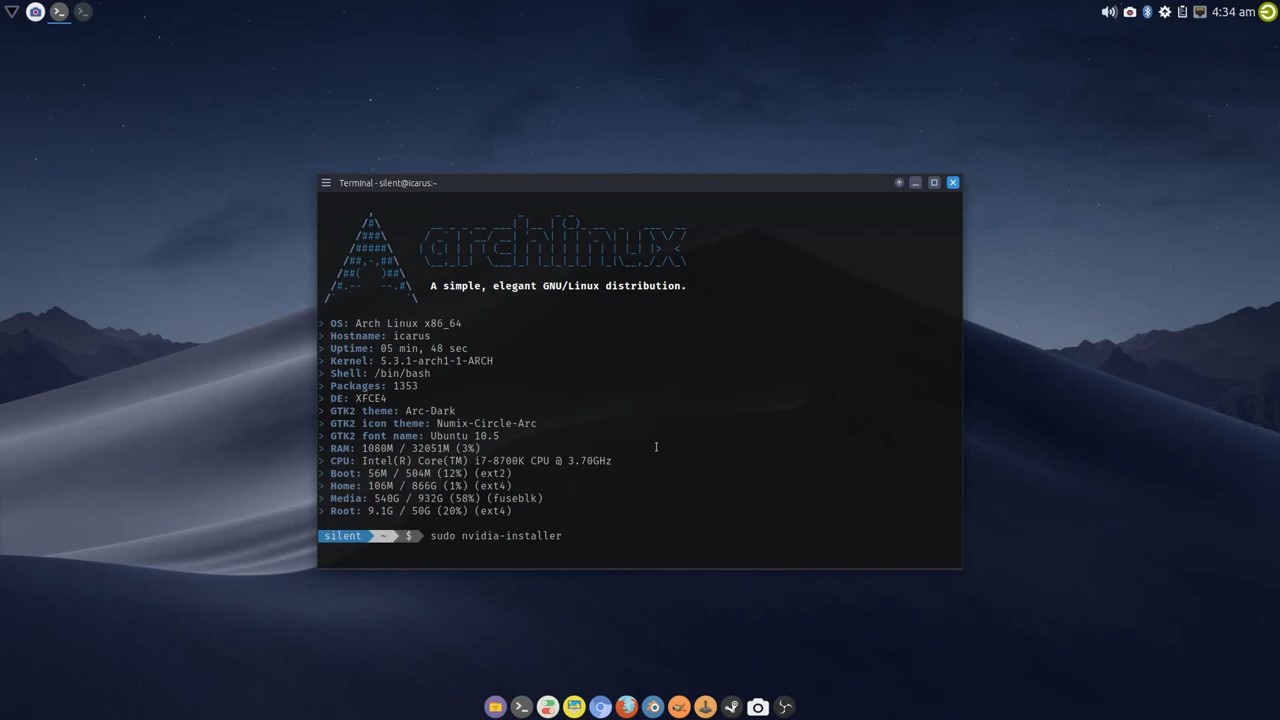 4:34 am
Terminal - silent@icarus:~
archlinux
A simple, elegant GNU/Linux distribution.
> OS: Arch Linux x86_64
> Hostname: icarus
> Uptime: 05 min, 48 sec
> Kernel: 5.3.1-arch1-1-ARCH
> Shell: /bin/bash
> Packages: 1353
> DE: XFCE4
> GTK2 theme: Arc-Dark
> GTK2 icon theme: Numix-Circle-Arc
> GTK2 font name: Ubuntu 10.5
> RAM: 1080M / 32051M (3%)
> CPU: Intel(R) Core(TM) i7-8700K CPU @ 3.70GHz
> Boot: 56M / 504M (12%) (ext2)
> Home: 106M / 866G (1%) (ext4)
> Media: 540G / 932G (58%) (fuseblk)
> Root: 9.1G / 50G (20%) (ext4)
silent ~ $ sudo nvidia-installer